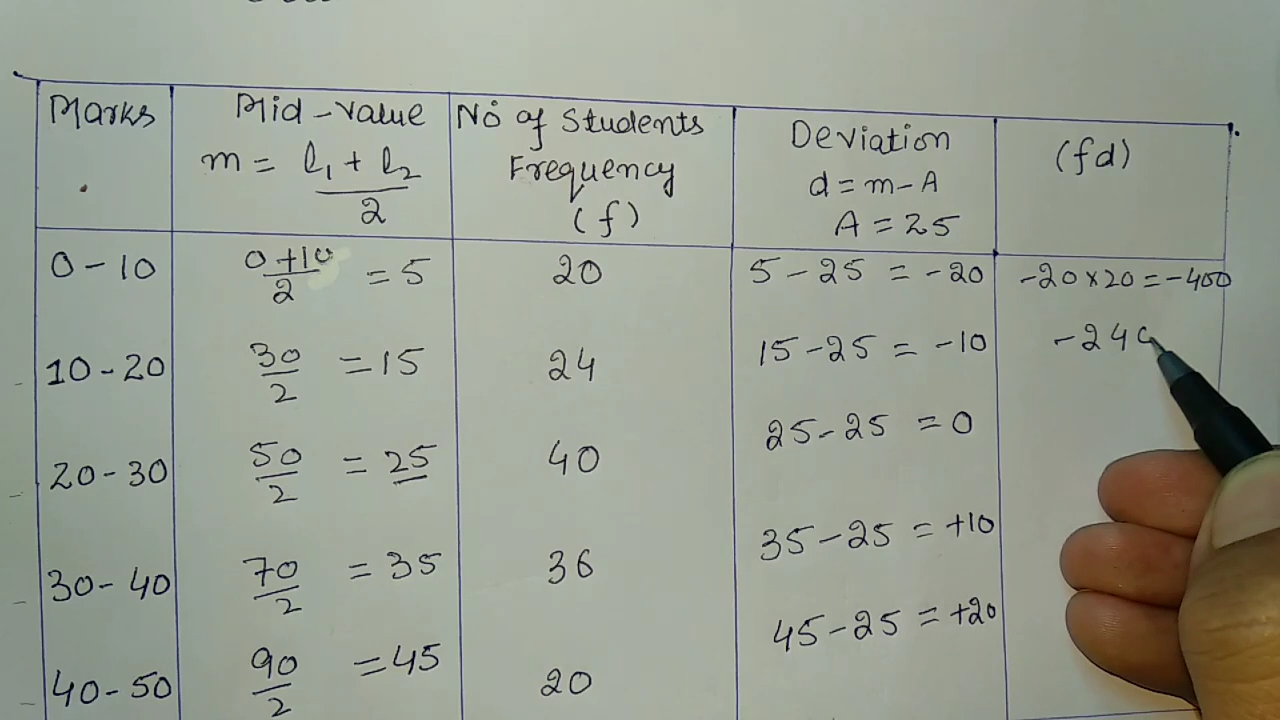 Marks Mid-value No of Students Deviation (fd)
m = l1 + l2 / 2 Frequency d = m - A
(f) A = 25
0-10 0+10/2 = 5 20 5 - 25 = -20 -20×20 = -400
10-20 30/2 = 15 24 15 - 25 = -10 -24
20-30 50/2 = 25 40 25 - 25 = 0
30-40 70/2 = 35 36 35 - 25 = +10
40-50 90/2 = 45 20 45 - 25 = +20